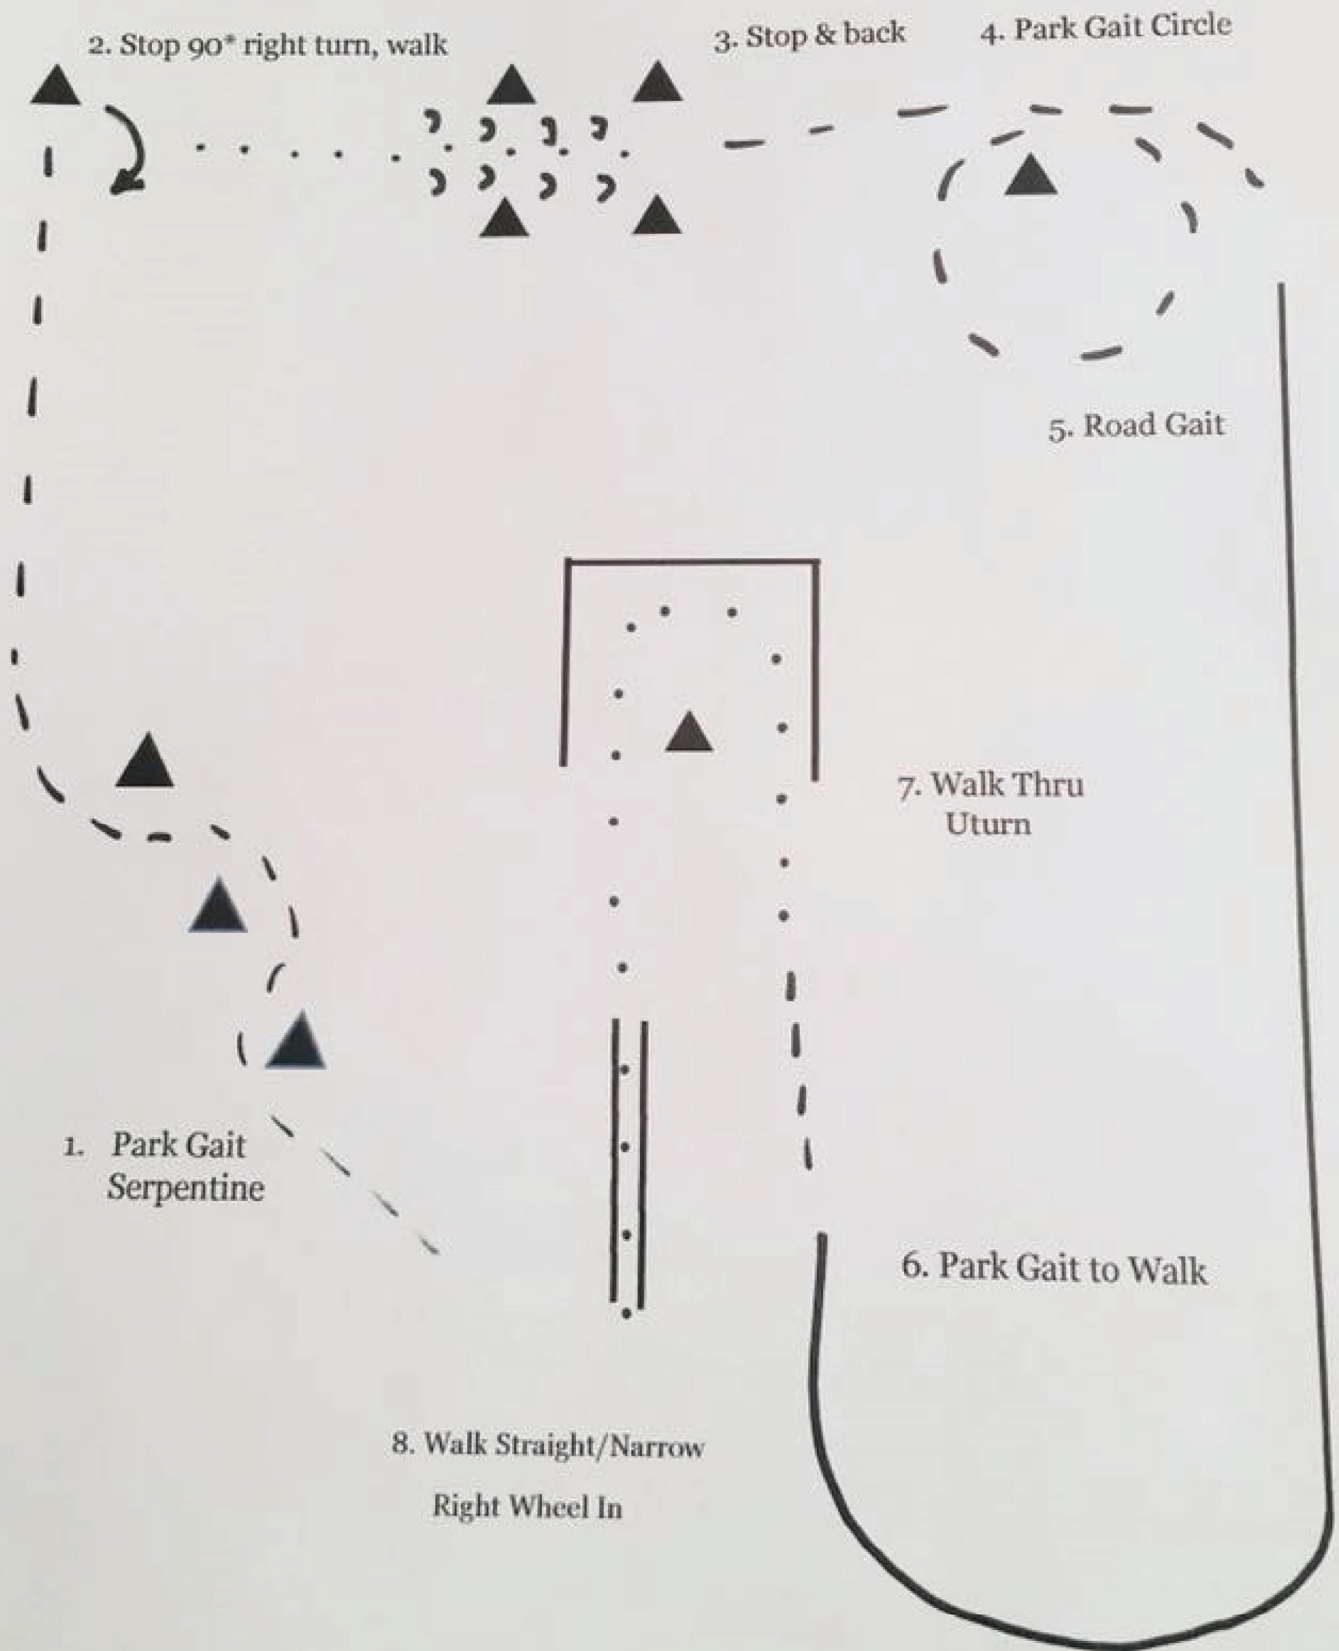 2. Stop 90* right turn, walk
3. Stop & back
4. Park Gait Circle
5. Road Gait
7. Walk Thru
Uturn
1. Park Gait
Serpentine
6. Park Gait to Walk
8. Walk Straight/Narrow
Right Wheel In